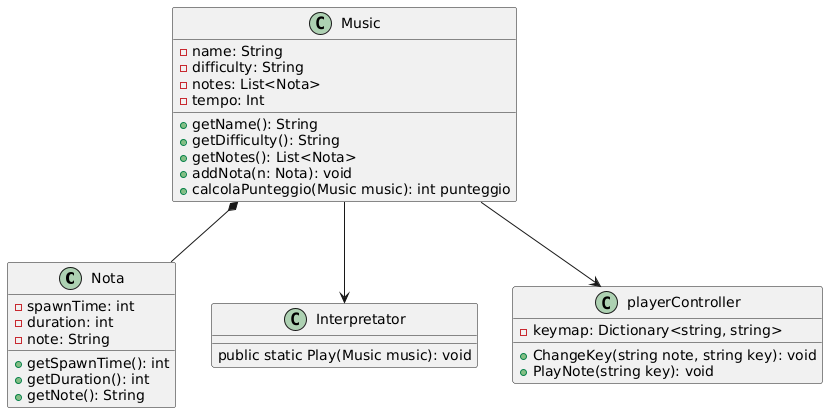 C Music
name: String
difficulty: String
notes: List<Nota>
tempo: Int
getName(): String
getDifficulty(): String
getNotes(): List<Nota>
addNota(n: Nota): void
calcolaPunteggio(Music music): int punteggio
C Nota
spawnTime: int
duration: int
note: String
getSpawnTime(): int
getDuration(): int
getNote(): String
C Interpretator
public static Play(Music music): void
C playerController
keymap: Dictionary<string, string>
ChangeKey(string note, string key): void
PlayNote(string key): void